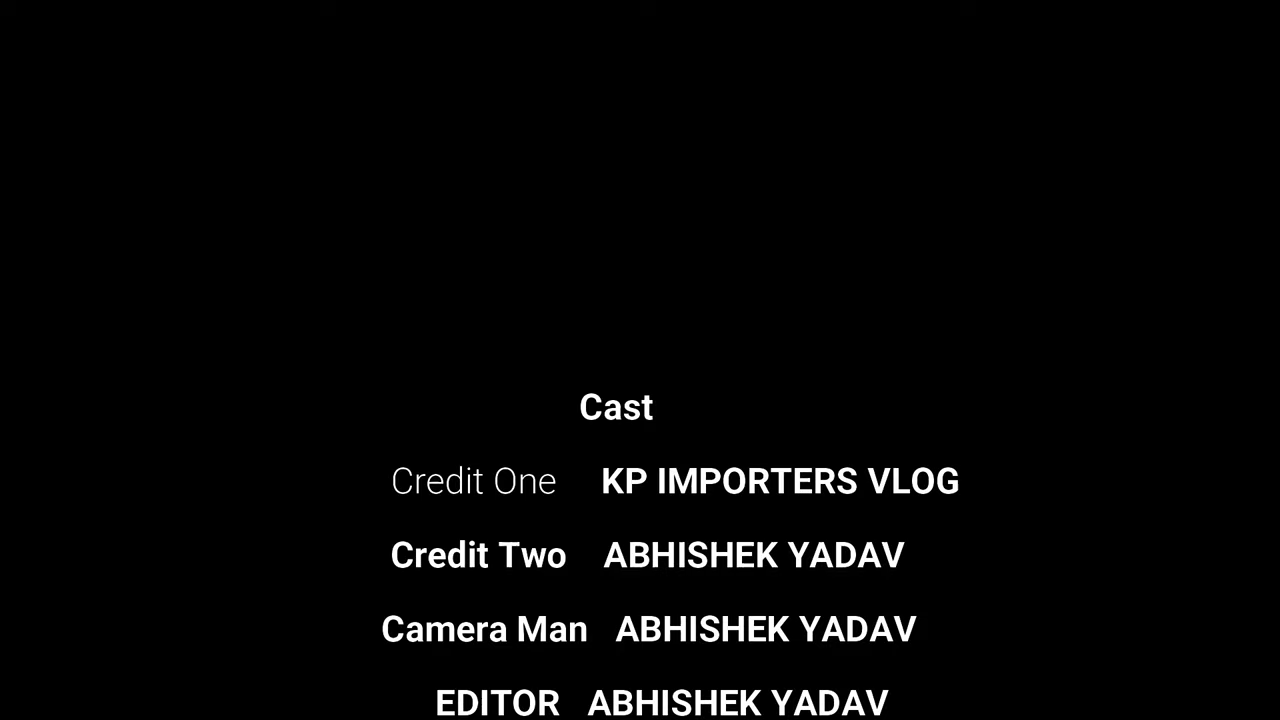 Cast
Credit One KP IMPORTERS VLOG
Credit Two ABHISHEK YADAV
Camera Man ABHISHEK YADAV
EDITOR ABHISHEK YADAV